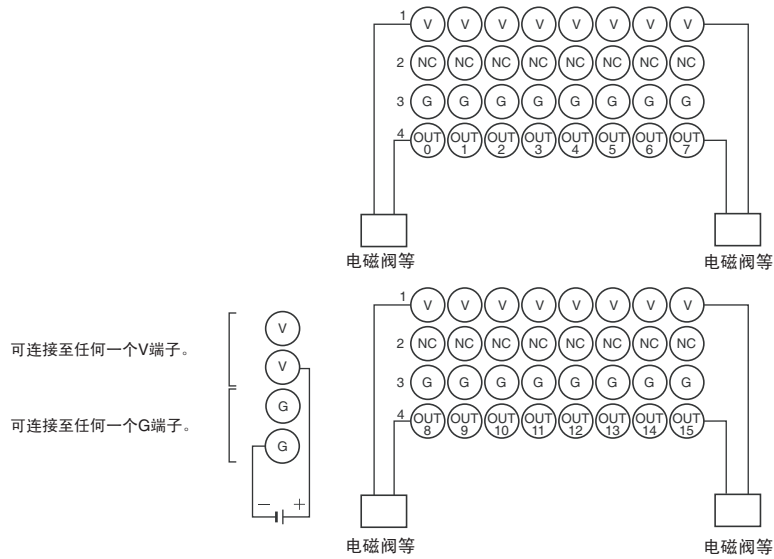 1 V V V V V V V V
2 NC NC NC NC NC NC NC NC
3 G G G G G G G G
4 OUT 0 OUT 1 OUT 2 OUT 3 OUT 4 OUT 5 OUT 6 OUT 7
电磁阀等 电磁阀等
可连接至任何一个V端子。
V
V
可连接至任何一个G端子。
G
G
− +
1 V V V V V V V V
2 NC NC NC NC NC NC NC NC
3 G G G G G G G G
4 OUT 8 OUT 9 OUT 10 OUT 11 OUT 12 OUT 13 OUT 14 OUT 15
电磁阀等 电磁阀等